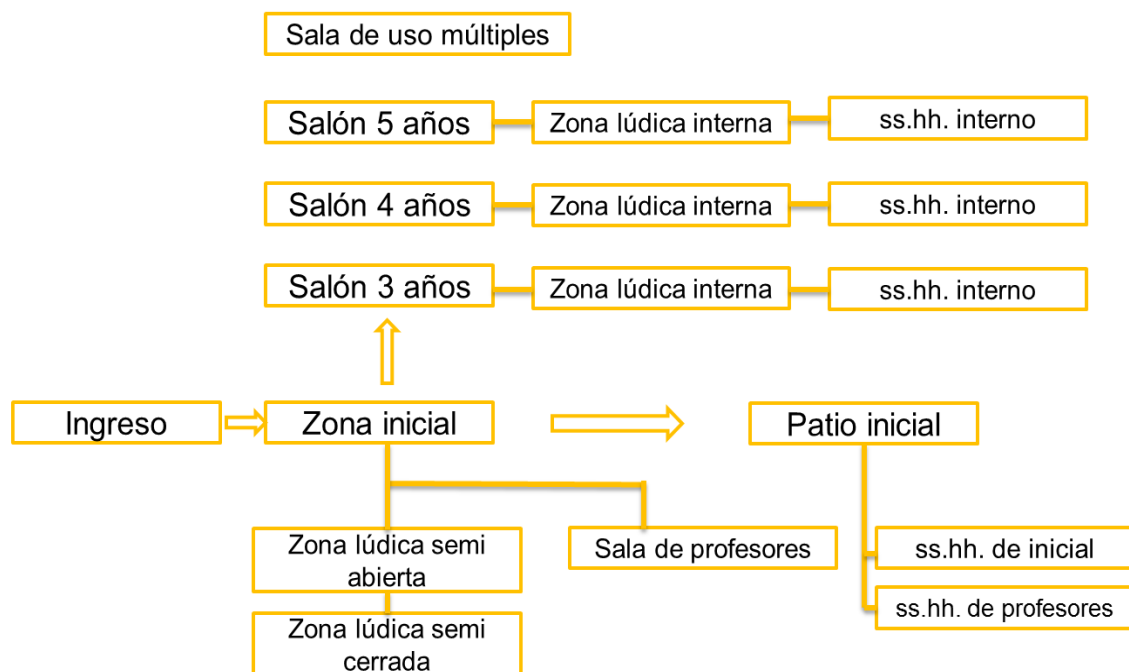 Sala de uso múltiples
Salón 5 años
Zona lúdica interna
ss.hh. interno
Salón 4 años
Zona lúdica interna
ss.hh. interno
Salón 3 años
Zona lúdica interna
ss.hh. interno
Ingreso
Zona inicial
Patio inicial
Zona lúdica semi
abierta
Sala de profesores
ss.hh. de inicial
ss.hh. de profesores
Zona lúdica semi
cerrada